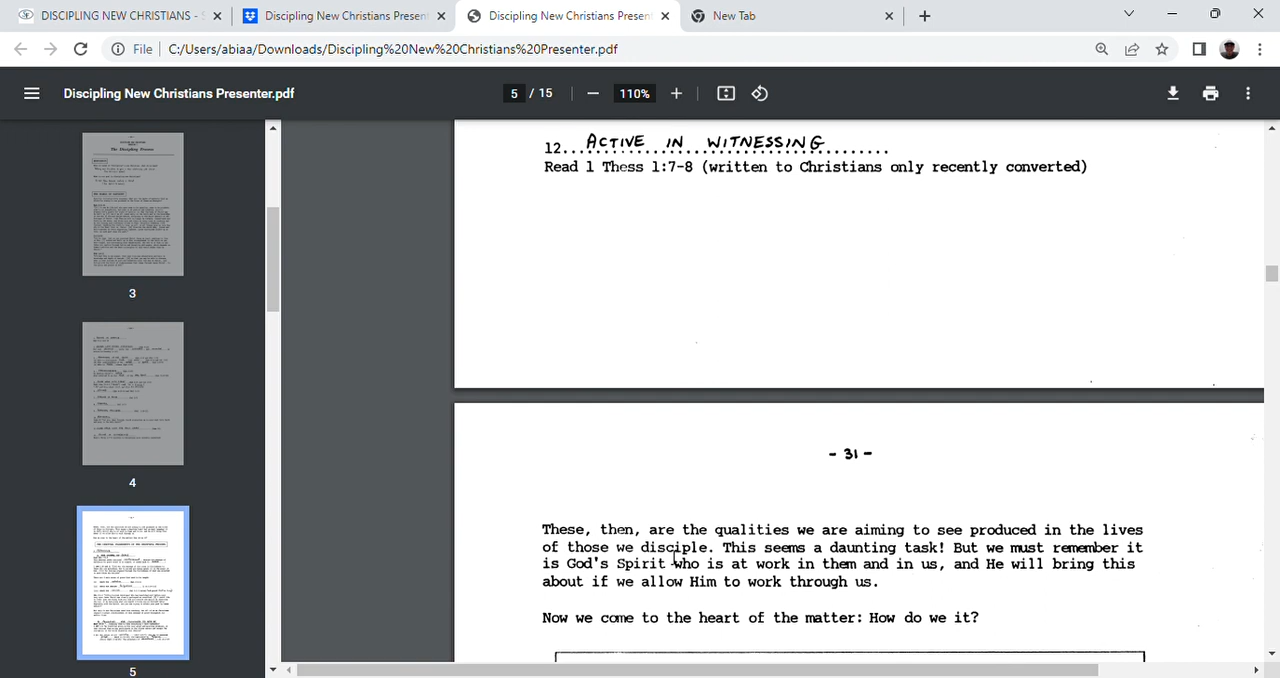 DISCIPLING NEW CHRISTIANS - S
Discipling New Christians Present
Discipling New Christians Present
New Tab
File
C:/Users/abiaa/Downloads/Discipling%20New%20Christians%20Presenter.pdf
Discipling New Christians Presenter.pdf
5 / 15
110%
3
4
5
12...ACTIVE IN WITNESSING........
Read 1 Thess 1:7-8 (written to Christians only recently converted)
- 31 -
These, then, are the qualities we are aiming to see produced in the lives
of those we disciple. This seems a daunting task! But we must remember it
is God's Spirit who is at work in them and in us, and He will bring this
about if we allow Him to work through us.
Now we come to the heart of the matter: How do we it?